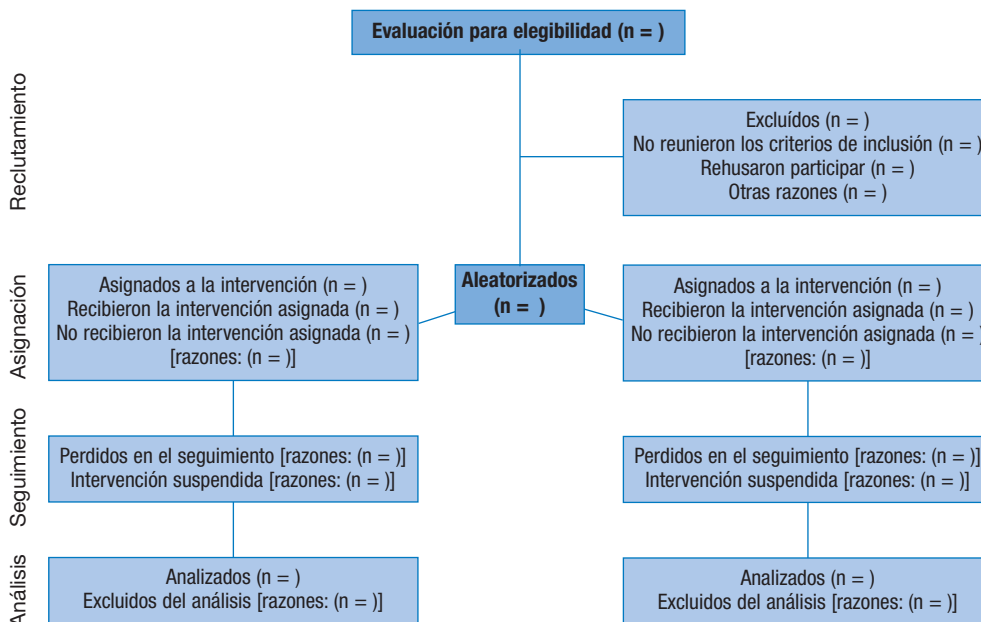 Evaluación para elegibilidad (n = )
Reclutamiento
Excluídos (n = )
No reunieron los criterios de inclusión (n = )
Rehusaron participar (n = )
Otras razones (n = )
Asignación
Asignados a la intervención (n = )
Recibieron la intervención asignada (n = )
No recibieron la intervención asignada (n = )
[razones: (n = )]
Aleatorizados
(n = )
Asignados a la intervención (n = )
Recibieron la intervención asignada (n = )
No recibieron la intervención asignada (n = )
[razones: (n = )]
Seguimiento
Perdidos en el seguimiento [razones: (n = )]
Intervención suspendida [razones: (n = )]
Perdidos en el seguimiento [razones: (n = )]
Intervención suspendida [razones: (n = )]
Análisis
Analizados (n = )
Excluidos del análisis [razones: (n = )]
Analizados (n = )
Excluidos del análisis [razones: (n = )]